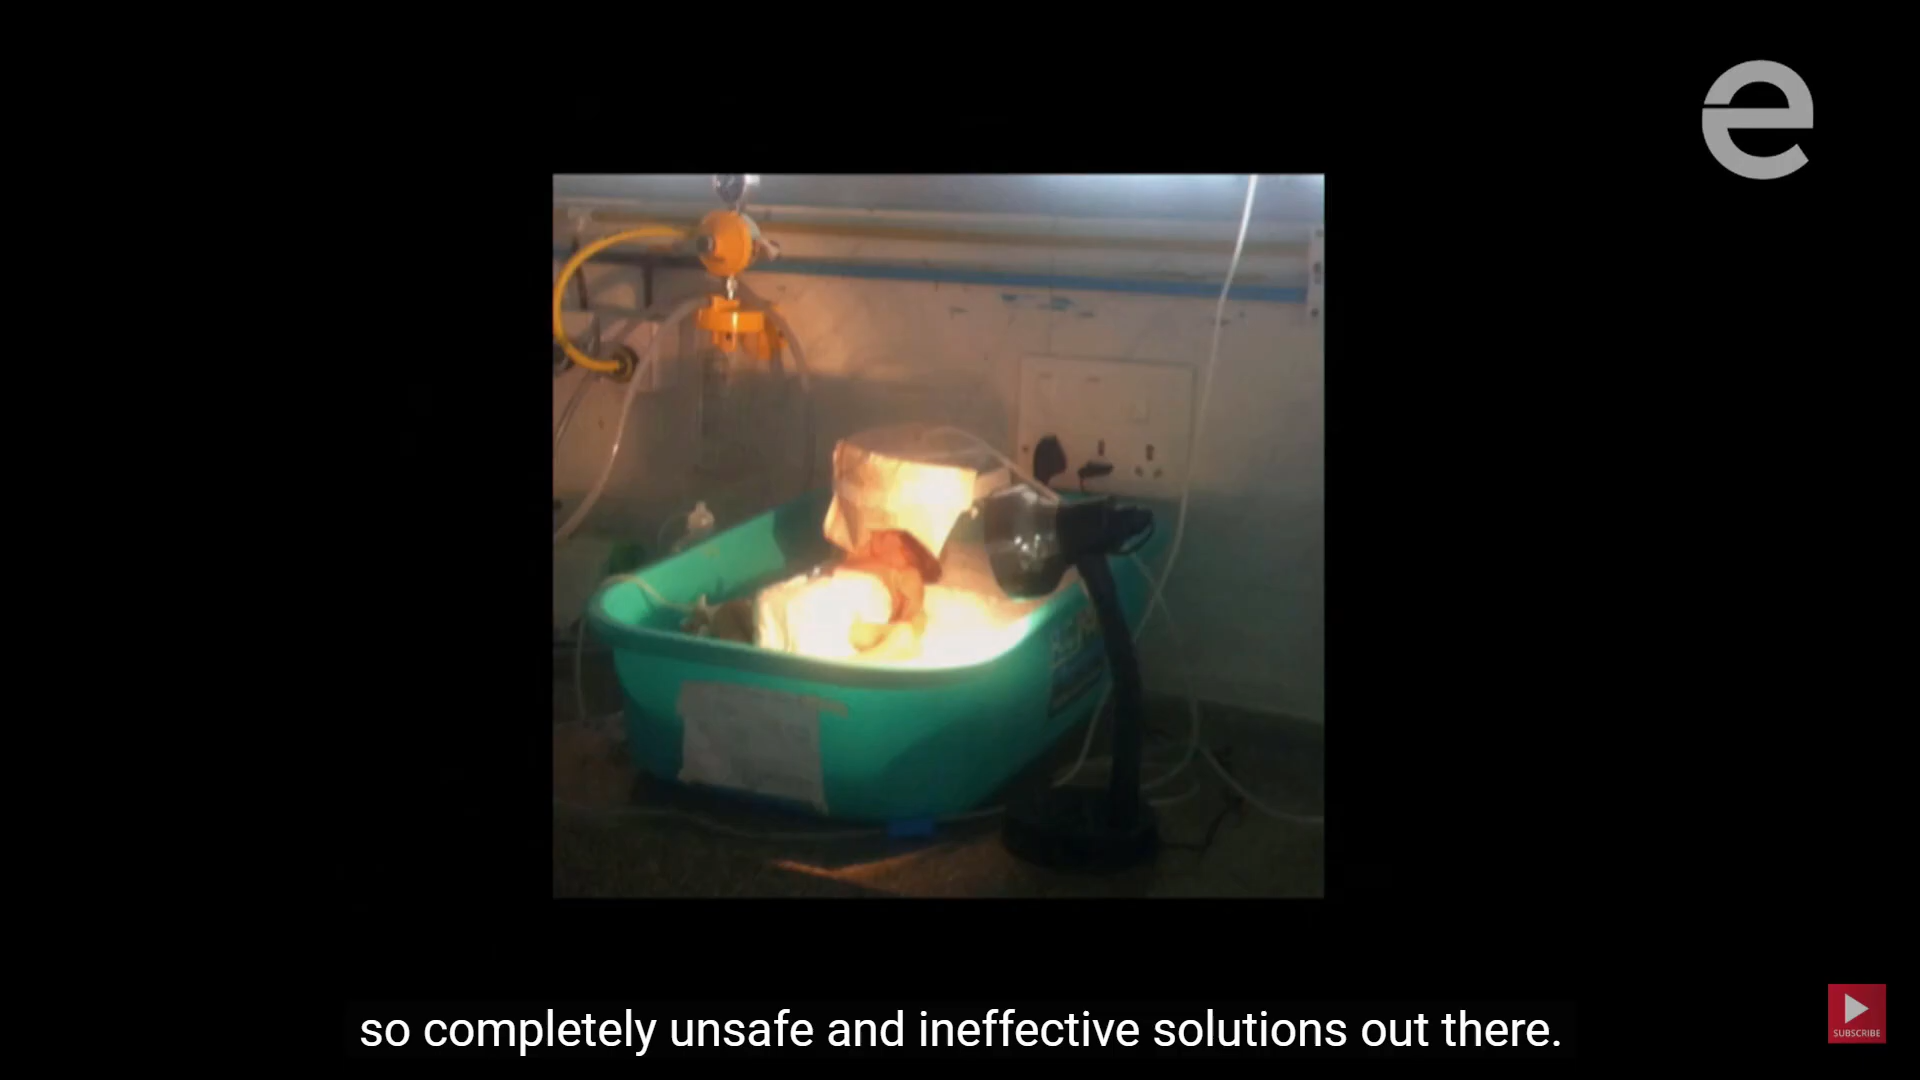 e
so completely unsafe and ineffective solutions out there.
SUBSCRIBE